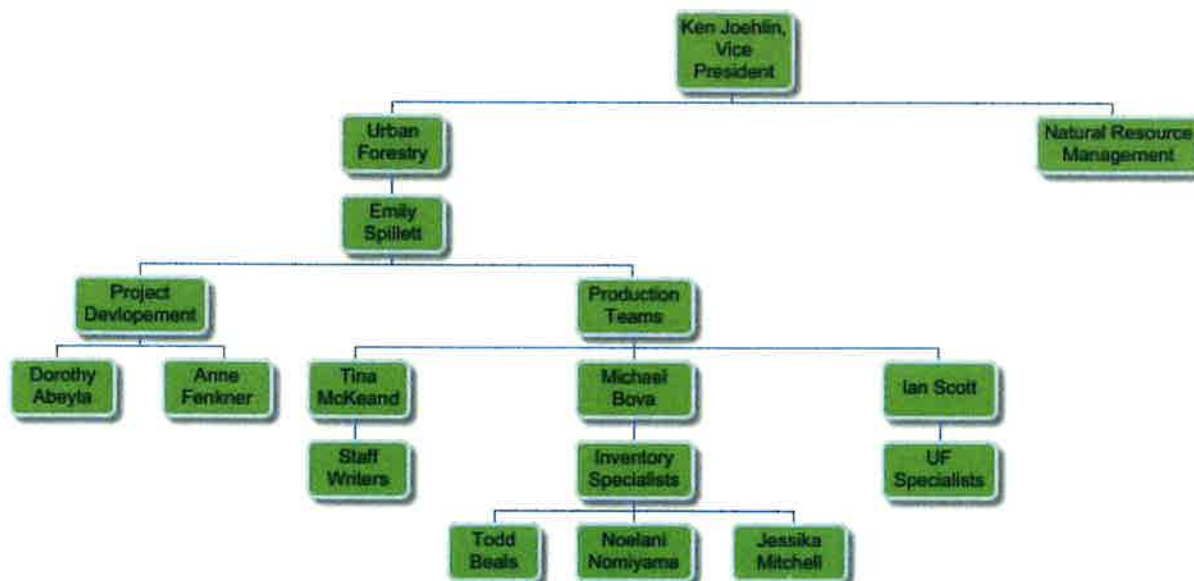 Ken Joehlin,
Vice
President
Urban
Forestry
Natural Resource
Management
Emily
Spillett
Project
Devlopement
Production
Teams
Dorothy
Abeyta
Anne
Fenkner
Tina
McKeand
Michael
Bova
Ian Scott
Staff
Writers
Inventory
Specialists
UF
Specialists
Todd
Beals
Noelani
Nomiyama
Jessika
Mitchell